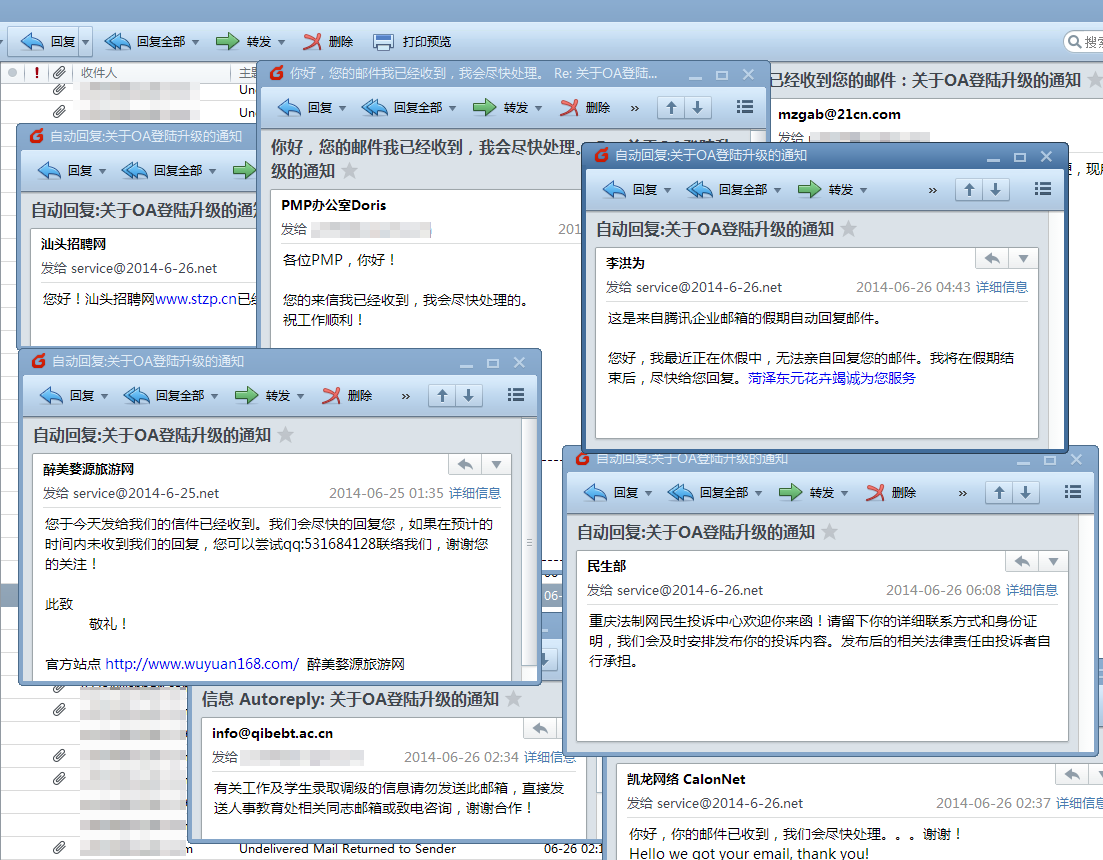 回复 回复全部 转发 删除 打印预览
收件人
已经收到您的邮件：关于OA登陆升级的通知
mzgab@21cn.com
发给
你好，您的邮件我已经收到，我会尽快处理。 Re: 关于OA登陆...
回复 回复全部 转发 删除 »
你好，您的邮件我已经收到，我会尽快处理。
级的通知
PMP办公室Doris
发给
各位PMP，你好！
您的来信我已经收到，我会尽快处理的。
祝工作顺利！
自动回复:关于OA登陆升级的通知
回复 回复全部
自动回复:关于OA登陆升级的通知
汕头招聘网
发给 service@2014-6-26.net
您好！汕头招聘网www.stzp.cn已经
自动回复:关于OA登陆升级的通知
回复 回复全部 转发 »
自动回复:关于OA登陆升级的通知
李洪为
发给 service@2014-6-26.net 2014-06-26 04:43 详细信息
这是来自腾讯企业邮箱的假期自动回复邮件。
您好，我最近正在休假中，无法亲自回复您的邮件。我将在假期结
束后，尽快给您回复。菏泽东元花卉竭诚为您服务
自动回复:关于OA登陆升级的通知
回复 回复全部 转发 删除 »
自动回复:关于OA登陆升级的通知
醉美婺源旅游网
发给 service@2014-6-25.net 2014-06-25 01:35 详细信息
您于今天发给我们的信件已经收到。我们会尽快的回复您，如果在预计的
时间内未收到我们的回复，您可以尝试qq:531684128联络我们，谢谢您
的关注！
此致
敬礼！
官方站点 http://www.wuyuan168.com/ 醉美婺源旅游网
自动回复:关于OA登陆升级的通知
回复 回复全部 转发 删除 »
自动回复:关于OA登陆升级的通知
民生部
发给 service@2014-6-26.net 2014-06-26 06:08 详细信息
重庆法制网民生投诉中心欢迎你来函！请留下你的详细联系方式和身份证
明，我们会及时安排发布你的投诉内容。发布后的相关法律责任由投诉者自
行承担。
信息 Autoreply: 关于OA登陆升级的通知
info@qibebt.ac.cn
发给 2014-06-26 02:34 详细信息
有关工作及学生录取调级的信息请勿发送此邮箱，直接发
送人事教育处相关同志邮箱或致电咨询，谢谢合作！
Undelivered Mail Returned to Sender 06-26 02:1
凯龙网络 CalonNet
发给 service@2014-6-26.net 2014-06-26 02:37 详细信息
你好，你的邮件已收到，我们会尽快处理。。。谢谢！
Hello we got your email, thank you!